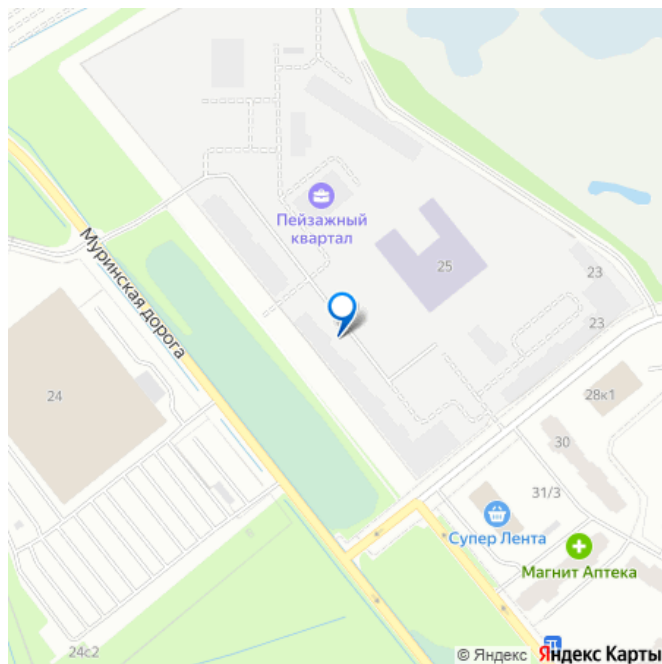 Пейзажный
квартал
Муринская дорога
25
23
23
24
28к1
30
31/3
Супер Лента
Магнит Аптека
24с2
© Яндекс Яндекс Карты